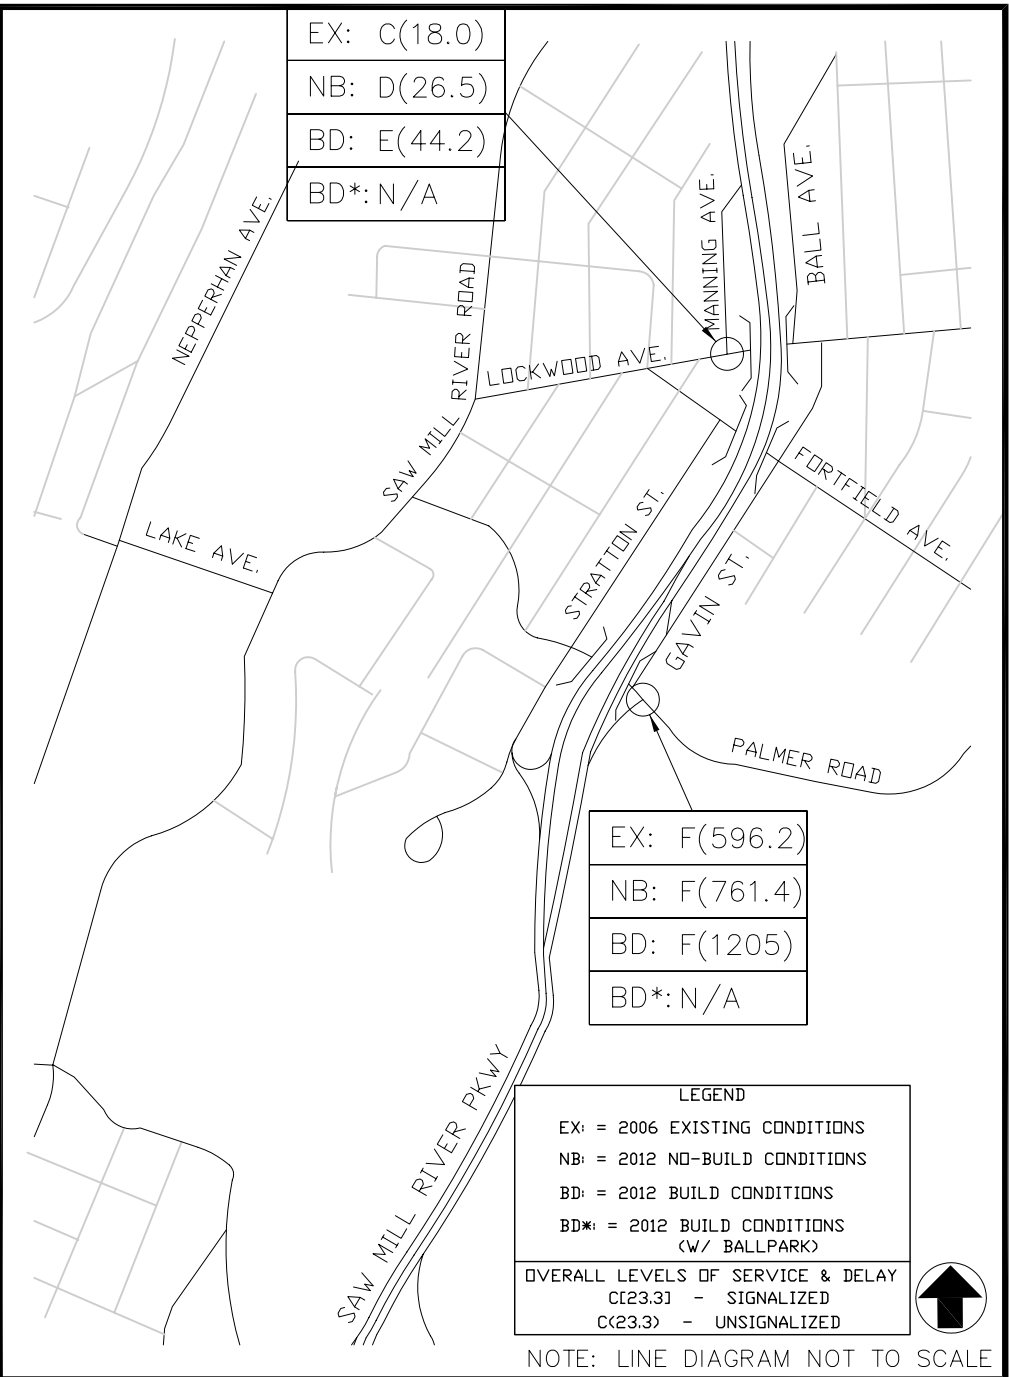 EX: C(18.0)
NB: D(26.5)
BD: E(44.2)
BD*: N/A
NEPPERHAN AVE.
SAW MILL RIVER ROAD
MANNING AVE.
BALL AVE.
LOCKWOOD AVE.
LAKE AVE.
STRATTON ST.
FORTFIELD AVE.
GAVIN ST.
PALMER ROAD
EX: F(596.2)
NB: F(761.4)
BD: F(1205)
BD*: N/A
SAW MILL RIVER PKWY
LEGEND
EX: = 2006 EXISTING CONDITIONS
NB: = 2012 NO-BUILD CONDITIONS
BD: = 2012 BUILD CONDITIONS
BD*: = 2012 BUILD CONDITIONS
(W/ BALLPARK)
OVERALL LEVELS OF SERVICE & DELAY
C[23.3] - SIGNALIZED
C(23.3) - UNSIGNALIZED
NOTE: LINE DIAGRAM NOT TO SCALE